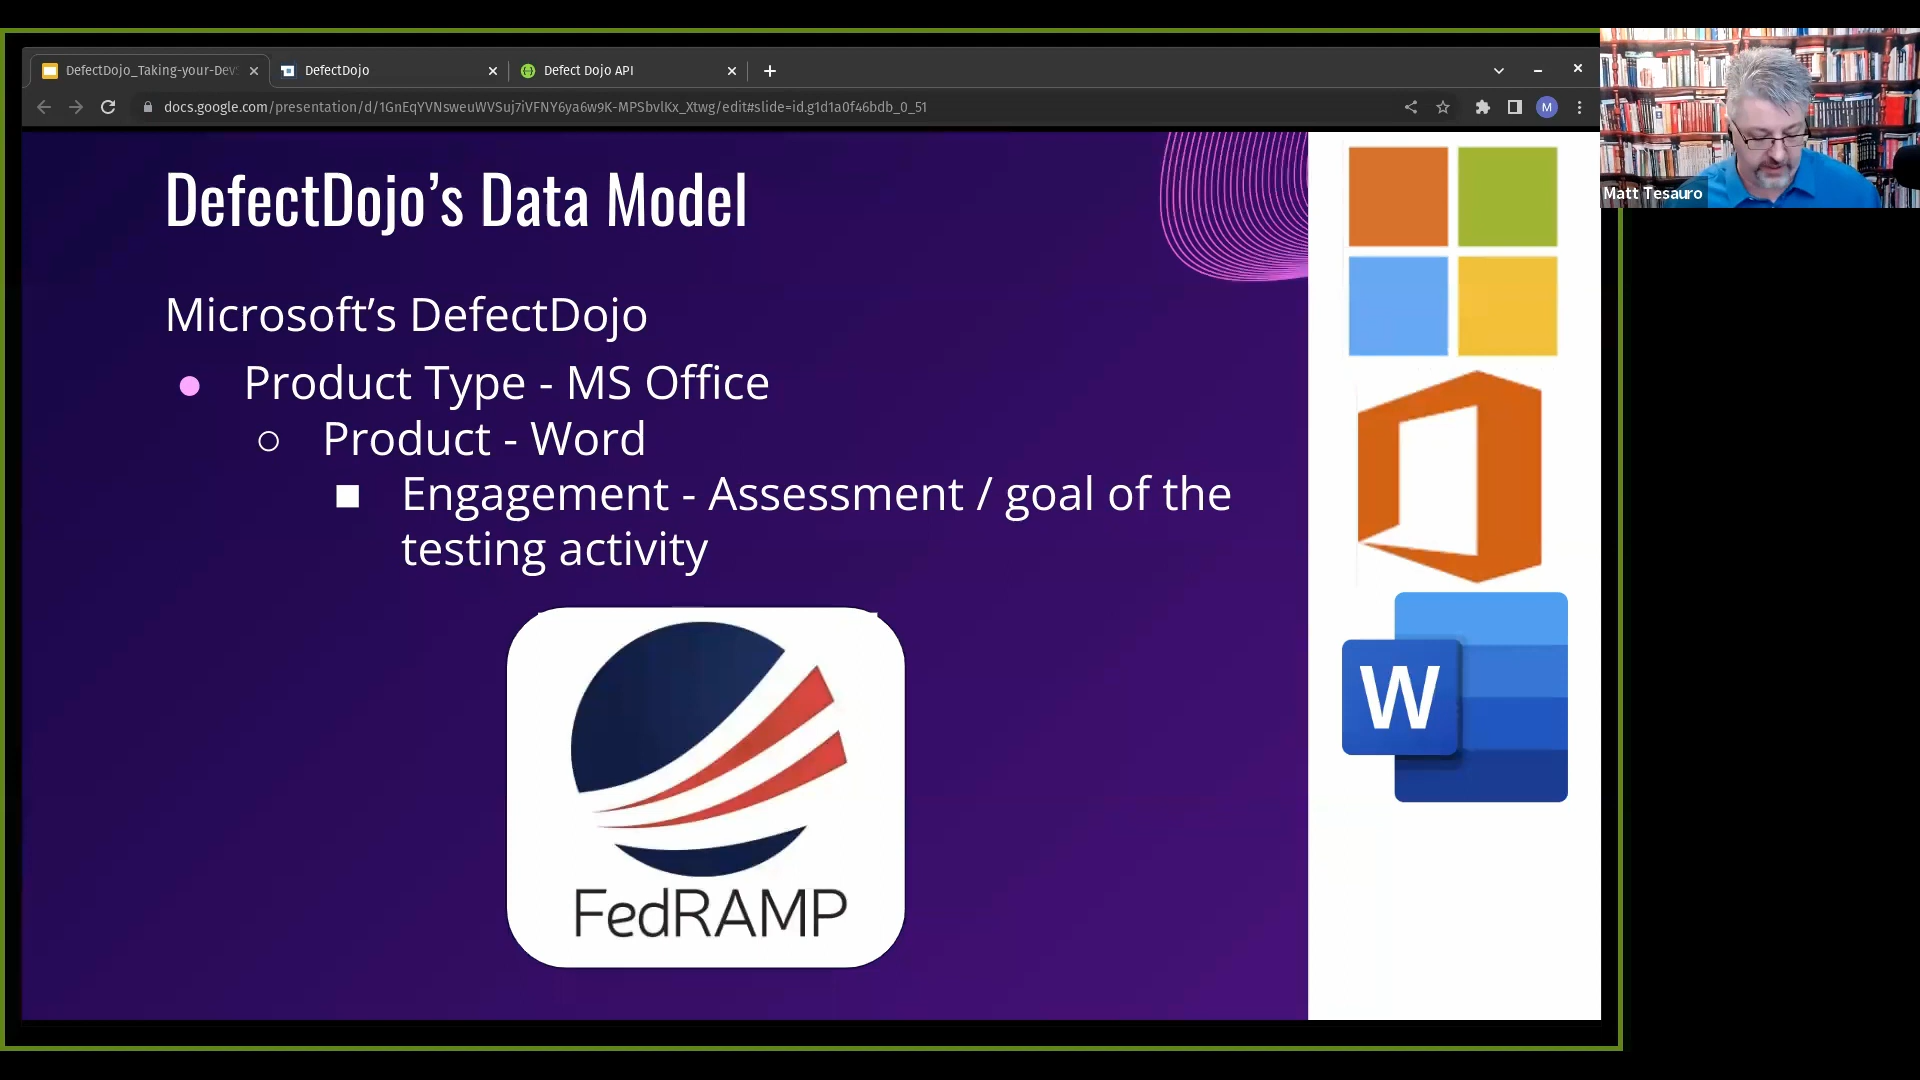 DefectDojo_Taking-your-Dev
DefectDojo
Defect Dojo API
docs.google.com/presentation/d/1GnEqYVNsweuWVSuj7iVFNY6ya6w9K-MPSbvlKx_Xtwg/edit#slide=id.g1d1a0f46bdb_0_51
M
Matt Tesauro
DefectDojo’s Data Model
Microsoft’s DefectDojo
● Product Type - MS Office
○ Product - Word
■ Engagement - Assessment / goal of the
testing activity
W
FedRAMP